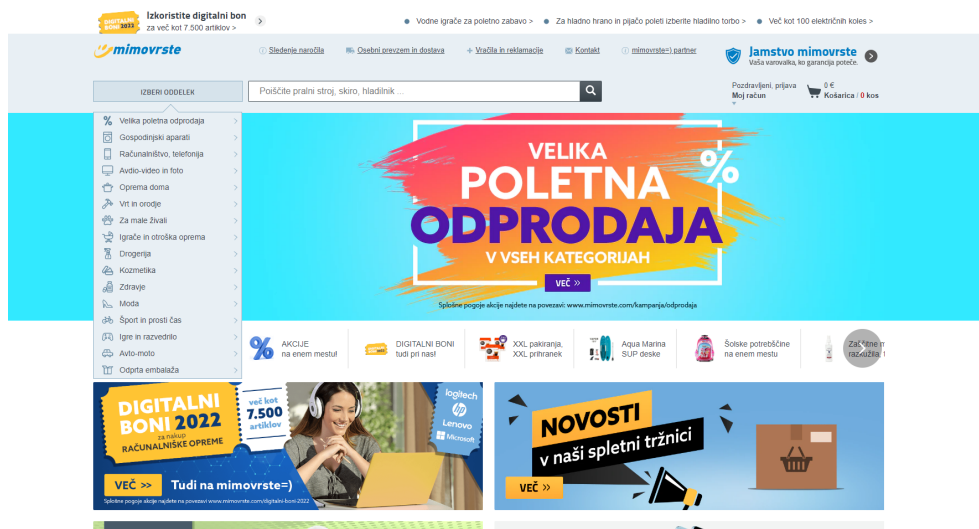 DIGITALNI
BONI 2022
Izkoristite digitalni bon
za več kot 7.500 artiklov >
Vodne igrače za poletno zabavo >
Za hladno hrano in pijačo poleti izberite hladilno torbo >
Več kot 100 električnih koles >
mimovrste
Sledenje naročila
Osebni prevzem in dostava
Vračila in reklamacije
Kontakt
mimovrste=) partner
Jamstvo mimovrste
Vaša varovalka, ko garancija poteče.
IZBERI ODDELEK
Poiščite pralni stroj, skiro, hladilnik ...
Pozdravljeni, prijava
Moj račun
0 €
Košarica / 0 kos
Velika poletna odprodaja
Gospodinjski aparati
Računalništvo, telefonija
Avdio-video in foto
Oprema doma
Vrt in orodje
Za male živali
Igrače in otroška oprema
Drogerija
Kozmetika
Zdravje
Moda
Šport in prosti čas
Igre in razvedrilo
Avto-moto
Odprta embalaža
VELIKA
POLETNA %
ODPRODAJA
V VSEH KATEGORIJAH
VEČ »
Splošne pogoje akcije najdete na povezavi: www.mimovrste.com/kampanja/odprodaja
AKCIJE
na enem mestu!
DIGITALNI BONI
tudi pri nas!
XXL pakiranja,
XXL prihranek
Aqua Marina
SUP deske
Šolske potrebščine
na enem mestu
DIGITALNI
BONI 2022
za nakup
RAČUNALNIŠKE OPREME
več kot
7.500
artiklov
logitech
hp
Lenovo
Microsoft
VEČ >>
Tudi na mimovrste=)
Splošne pogoje akcije najdete na povezavi www.mimovrste.com/digitalni-boni-2022
NOVOSTI
v naši spletni tržnici
VEČ »